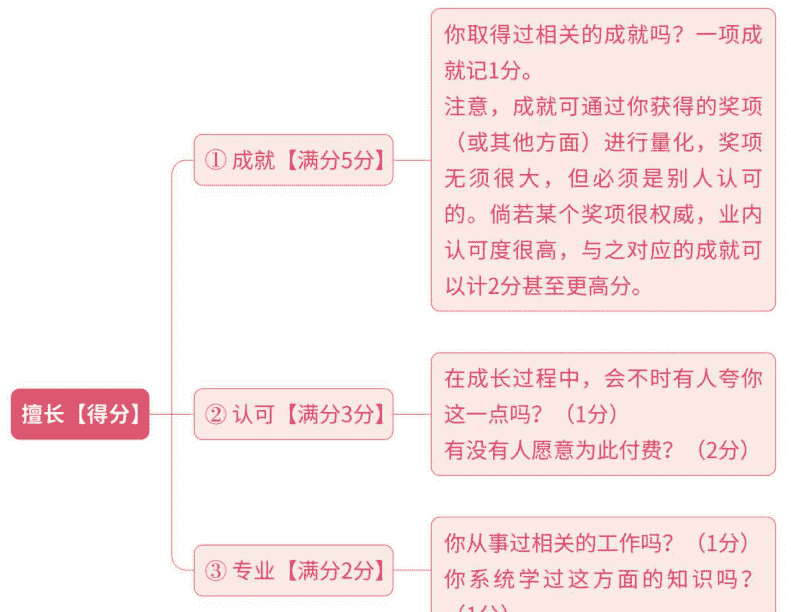 你取得过相关的成就吗？一项成
就记1分。
注意，成就可通过你获得的奖项
（或其他方面）进行量化，奖项
无须很大，但必须是别人认可
的。倘若某个奖项很权威，业内
认可度很高，与之对应的成就可
以计2分甚至更高分。
① 成就【满分5分】
擅长【得分】
② 认可【满分3分】
在成长过程中，会不时有人夸你
这一点吗？（1分）
有没有人愿意为此付费？（2分）
③ 专业【满分2分】
你从事过相关的工作吗？（1分）
你系统学过这方面的知识吗？
（1分）